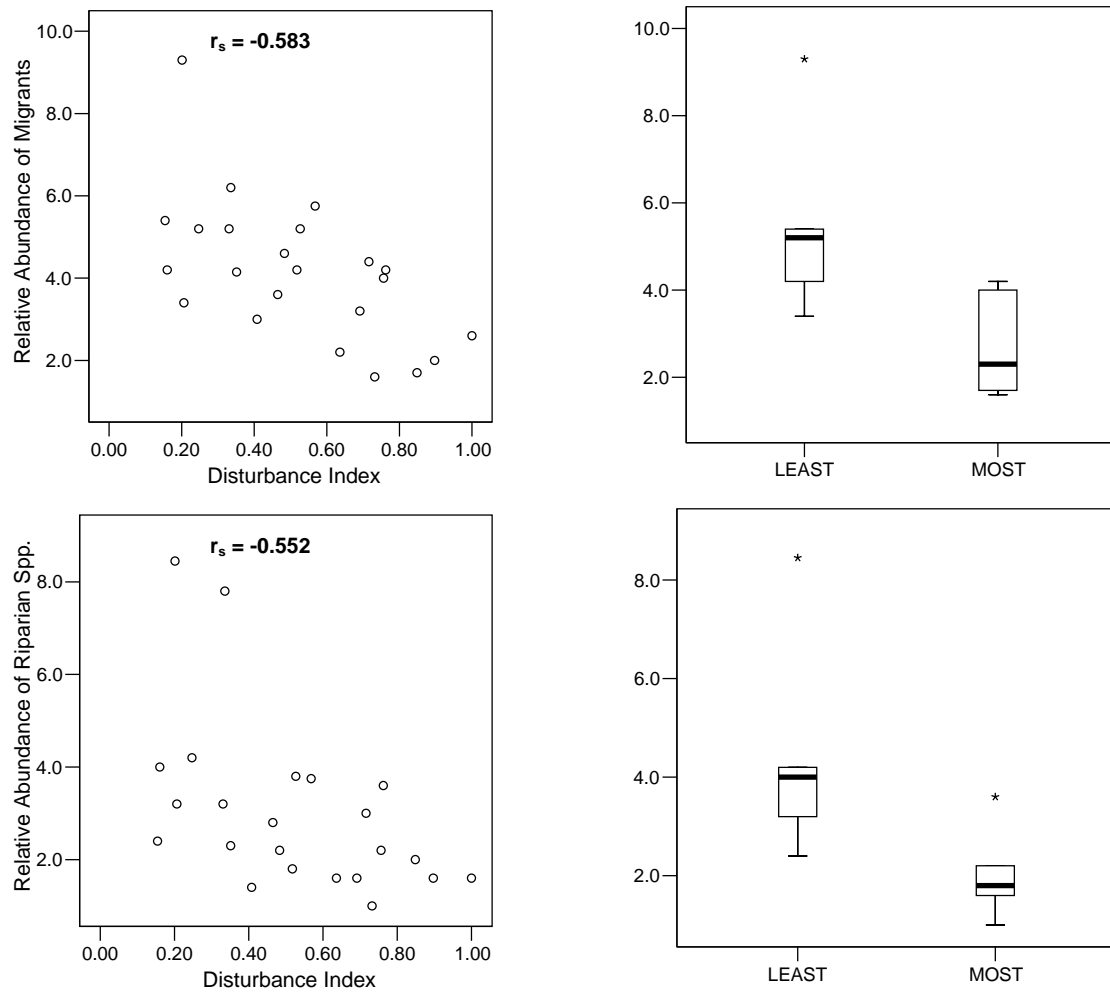 Relative Abundance of Migrants
r_s = -0.583
10.0
8.0
6.0
4.0
2.0
0.00 0.20 0.40 0.60 0.80 1.00
Disturbance Index
10.0
8.0
6.0
4.0
2.0
*
LEAST MOST
Relative Abundance of Riparian Spp.
r_s = -0.552
8.0
6.0
4.0
2.0
0.00 0.20 0.40 0.60 0.80 1.00
Disturbance Index
8.0
6.0
4.0
2.0
*
*
LEAST MOST